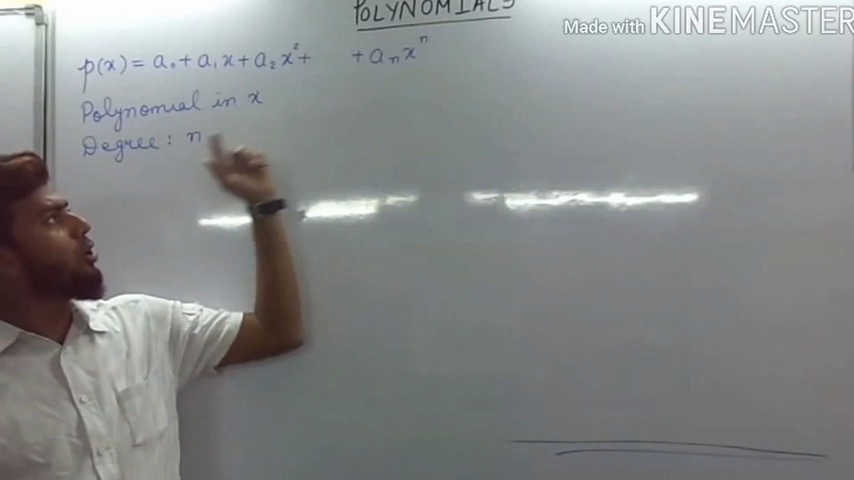 POLYNOMIALS
Made with KINEMASTER
p(x) = a₀ + a₁x + a₂x² + + aₙxⁿ
Polynomial in x
Degree : n